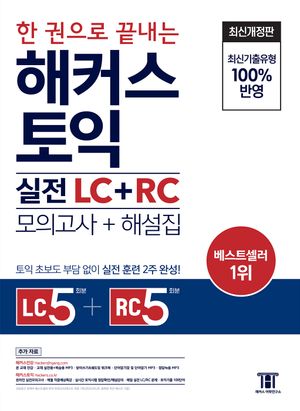 한 권으로 끝내는
최신개정판
해커스
토익
최신기출유형
100%
반영
실전 LC+RC
모의고사 + 해설집
베스트셀러
1위
토익 초보도 부담 없이 실전 훈련 2주 완성!
LC 5 회분 + RC 5 회분
추가 자료
해커스어학연구소